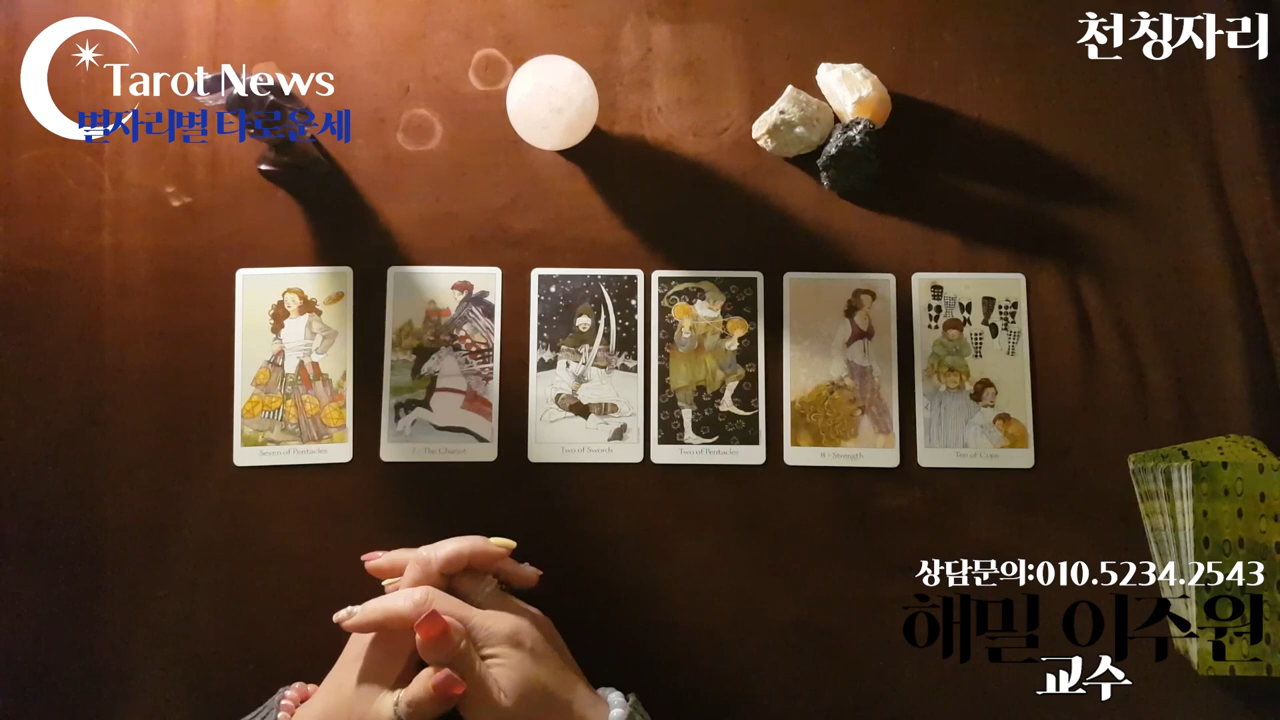 Tarot News
별자리별 타로운세
천칭자리
Seven of Pentacles
7 - The Chariot
Two of Swords
Two of Pentacles
8 - Strength
Ten of Cups
상담문의:010.5234.2543
해밀 이주원
교수